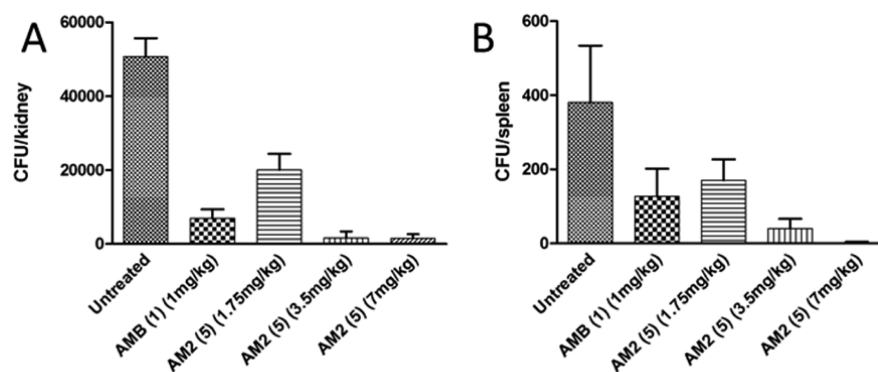 A
CFU/kidney
60000
40000
20000
0
Untreated
AMB (1) (1mg/kg)
AM2 (5) (1.75mg/kg)
AM2 (5) (3.5mg/kg)
AM2 (5) (7mg/kg)
B
CFU/spleen
600
400
200
0
Untreated
AMB (1) (1mg/kg)
AM2 (5) (1.75mg/kg)
AM2 (5) (3.5mg/kg)
AM2 (5) (7mg/kg)